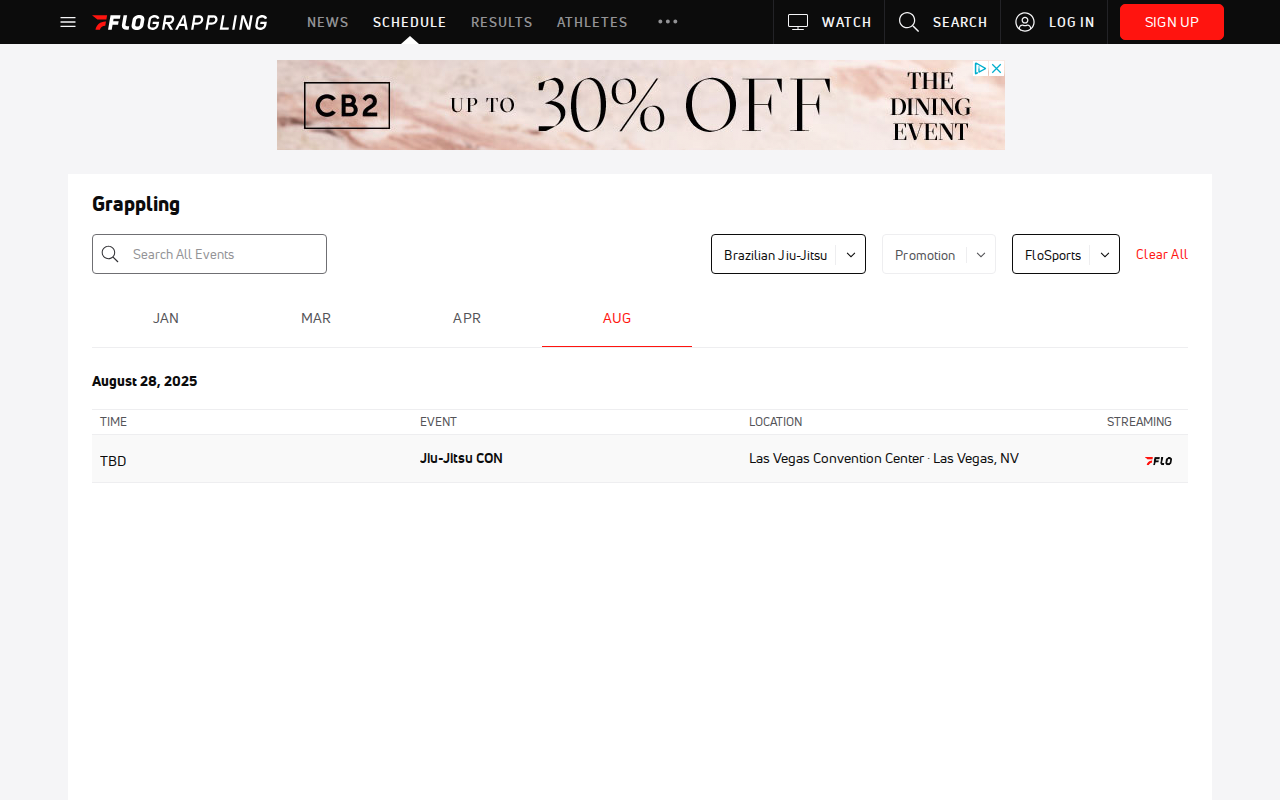 FLOGRAPPLING NEWS SCHEDULE RESULTS ATHLETES WATCH SEARCH LOG IN SIGN UP
CB2 UP TO 30% OFF THE DINING EVENT
Grappling
Search All Events Brazilian Jiu-Jitsu Promotion FloSports Clear All
JAN MAR APR AUG
August 28, 2025
TIME EVENT LOCATION STREAMING
TBD Jiu-Jitsu CON Las Vegas Convention Center · Las Vegas, NV FLO